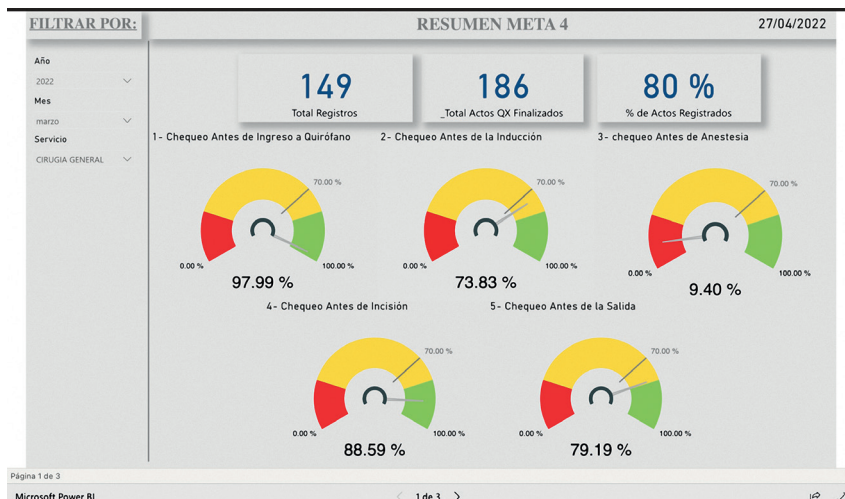 FILTRAR POR:
RESUMEN META 4
27/04/2022
Año
2022
Mes
marzo
Servicio
CIRUGIA GENERAL
149
Total Registros
186
_Total Actos QX Finalizados
80 %
% de Actos Registrados
1- Chequeo Antes de Ingreso a Quirófano
70.00 %
0.00 %
100.00 %
97.99 %
2- Chequeo Antes de la Inducción
70.00 %
0.00 %
100.00 %
73.83 %
3- chequeo Antes de Anestesia
70.00 %
0.00 %
100.00 %
9.40 %
4- Chequeo Antes de Incisión
70.00 %
0.00 %
100.00 %
88.59 %
5- Chequeo Antes de la Salida
70.00 %
0.00 %
100.00 %
79.19 %
Página 1 de 3
Microsoft Power BI
1 de 3